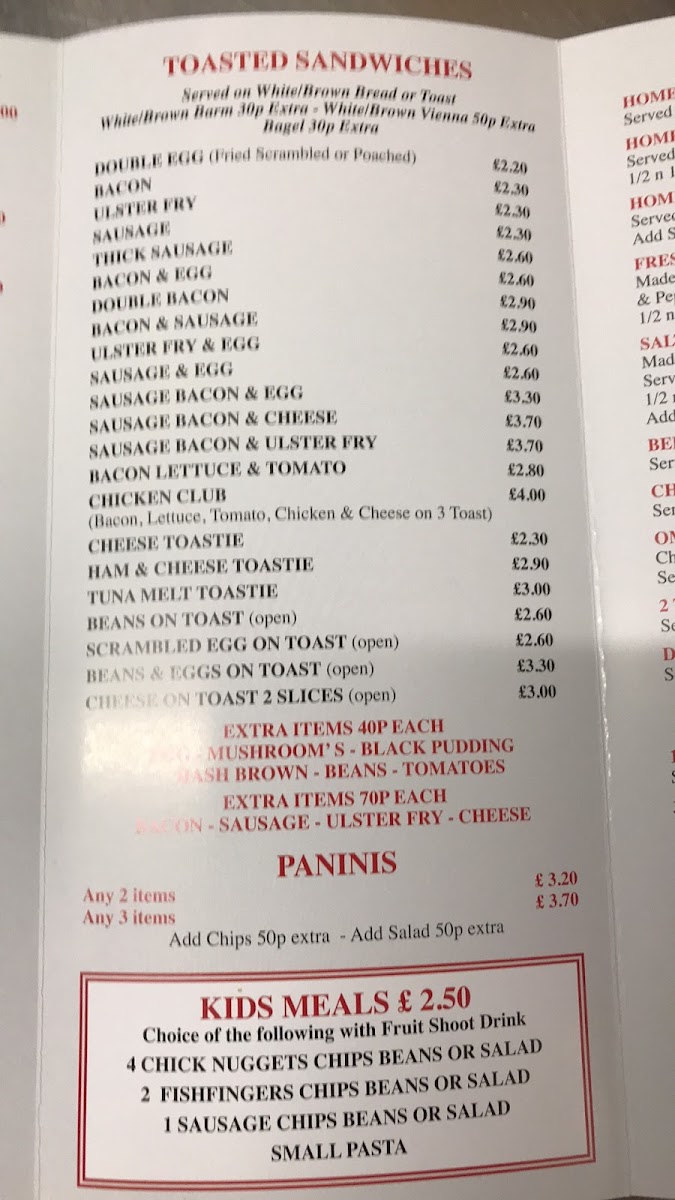 TOASTED SANDWICHES
Served on White/Brown Bread or Toast
White/Brown Barm 30p Extra - White/Brown Vienna 50p Extra
Bagel 30p Extra
DOUBLE EGG (Fried Scrambled or Poached) £2.20
BACON £2.30
ULSTER FRY £2.30
SAUSAGE £2.30
THICK SAUSAGE £2.60
BACON & EGG £2.60
DOUBLE BACON £2.90
BACON & SAUSAGE £2.90
ULSTER FRY & EGG £2.60
SAUSAGE & EGG £2.60
SAUSAGE BACON & EGG £3.30
SAUSAGE BACON & CHEESE £3.70
SAUSAGE BACON & ULSTER FRY £3.70
BACON LETTUCE & TOMATO £2.80
CHICKEN CLUB £4.00
(Bacon, Lettuce, Tomato, Chicken & Cheese on 3 Toast)
CHEESE TOASTIE £2.30
HAM & CHEESE TOASTIE £2.90
TUNA MELT TOASTIE £3.00
BEANS ON TOAST (open) £2.60
SCRAMBLED EGG ON TOAST (open) £2.60
BEANS & EGGS ON TOAST (open) £3.30
CHEESE ON TOAST 2 SLICES (open) £3.00
EXTRA ITEMS 40P EACH
EGG - MUSHROOM'S - BLACK PUDDING
HASH BROWN - BEANS - TOMATOES
EXTRA ITEMS 70P EACH
BACON - SAUSAGE - ULSTER FRY - CHEESE
PANINIS
Any 2 items £ 3.20
Any 3 items £ 3.70
Add Chips 50p extra - Add Salad 50p extra
KIDS MEALS £ 2.50
Choice of the following with Fruit Shoot Drink
4 CHICK NUGGETS CHIPS BEANS OR SALAD
2 FISHFINGERS CHIPS BEANS OR SALAD
1 SAUSAGE CHIPS BEANS OR SALAD
SMALL PASTA
Served
Served
1/2 n
Add
Made
1/2 n